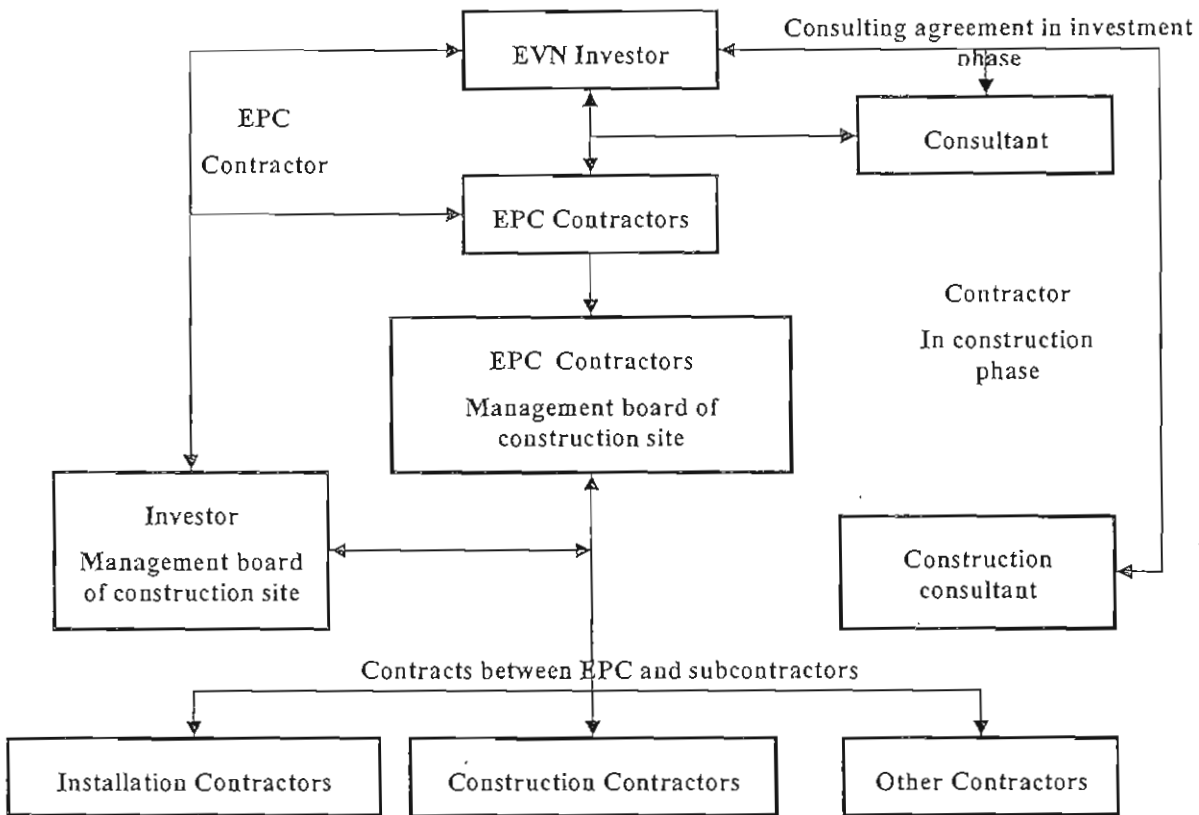 Consulting agreement in investment
phase
EVN Investor
EPC
Contractor
Consultant
EPC Contractors
Contractor
In construction
phase
EPC Contractors
Management board of
construction site
Investor
Management board
of construction site
Construction
consultant
Contracts between EPC and subcontractors
Installation Contractors
Construction Contractors
Other Contractors